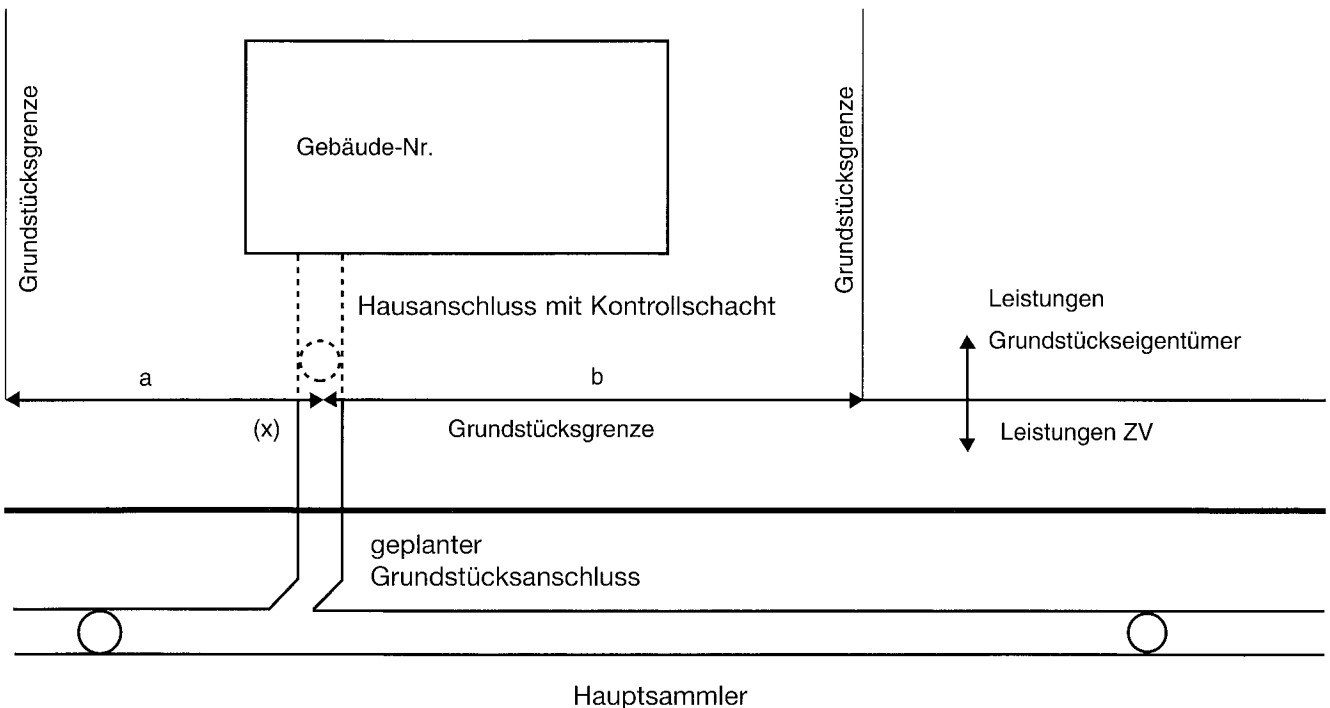 Grundstücksgrenze
Gebäude-Nr.
Grundstücksgrenze
Hausanschluss mit Kontrollschacht
Leistungen
Grundstückseigentümer
a
b
(x)
Grundstücksgrenze
Leistungen ZV
geplanter
Grundstücksanschluss
Hauptsammler